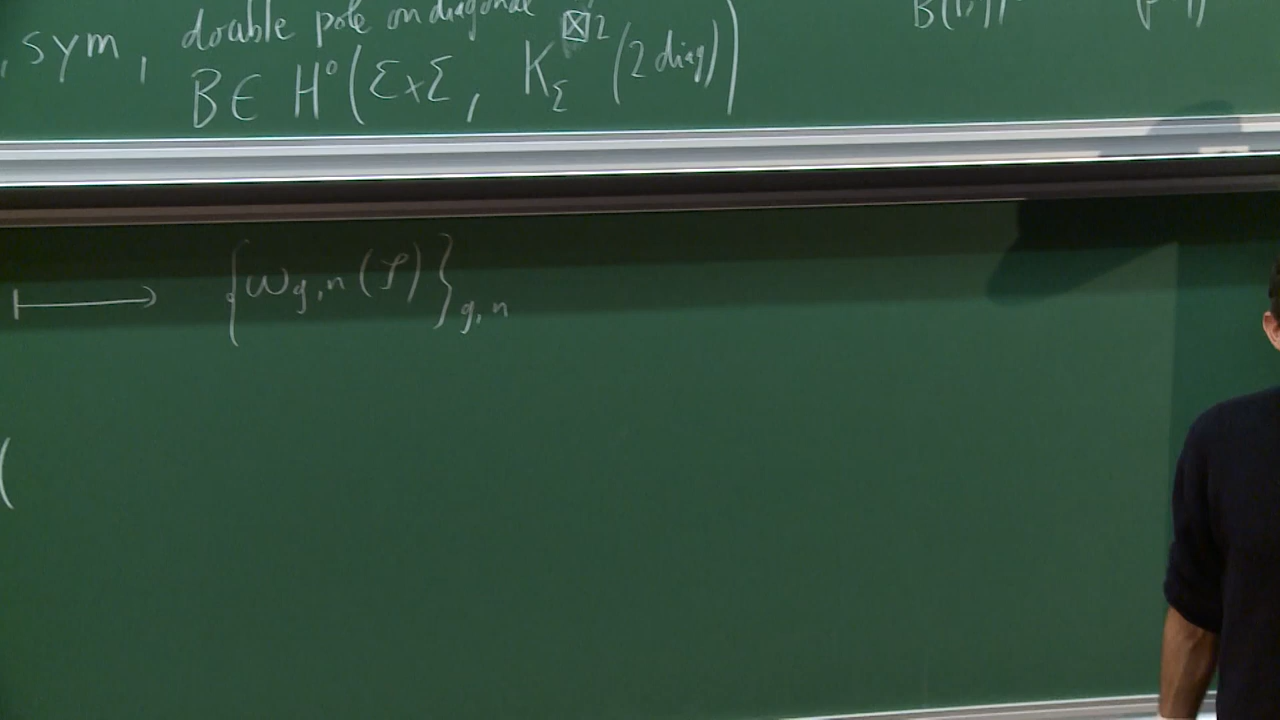 , sym, double pole on diagonal
B ∈ H⁰(Σ×Σ, K_Σ^{⊠2}(2 diag))
⟼ {ω_{g,n}(𝒮)}_{g,n}
(